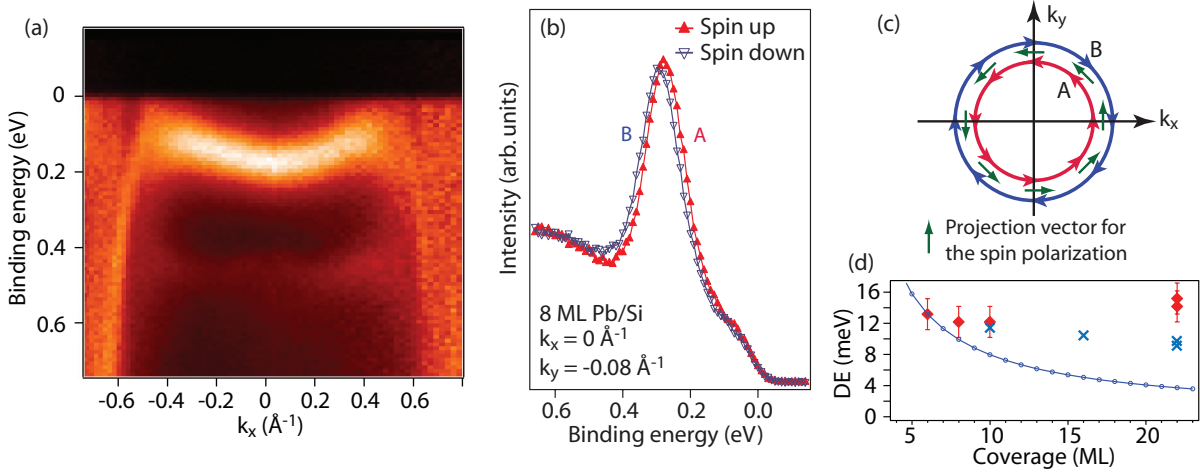 (a)
Binding energy (eV)
0
0.2
0.4
0.6
-0.6 -0.4 -0.2 0 0.2 0.4 0.6
kx (Å-1)
(b)
Spin up
Spin down
B
A
Intensity (arb. units)
8 ML Pb/Si
kx = 0 Å-1
ky = -0.08 Å-1
0.6 0.4 0.2 0.0
Binding energy (eV)
(c)
ky
B
A
kx
Projection vector for
the spin polarization
(d)
DE (meV)
16
12
8
4
0
5 10 15 20
Coverage (ML)